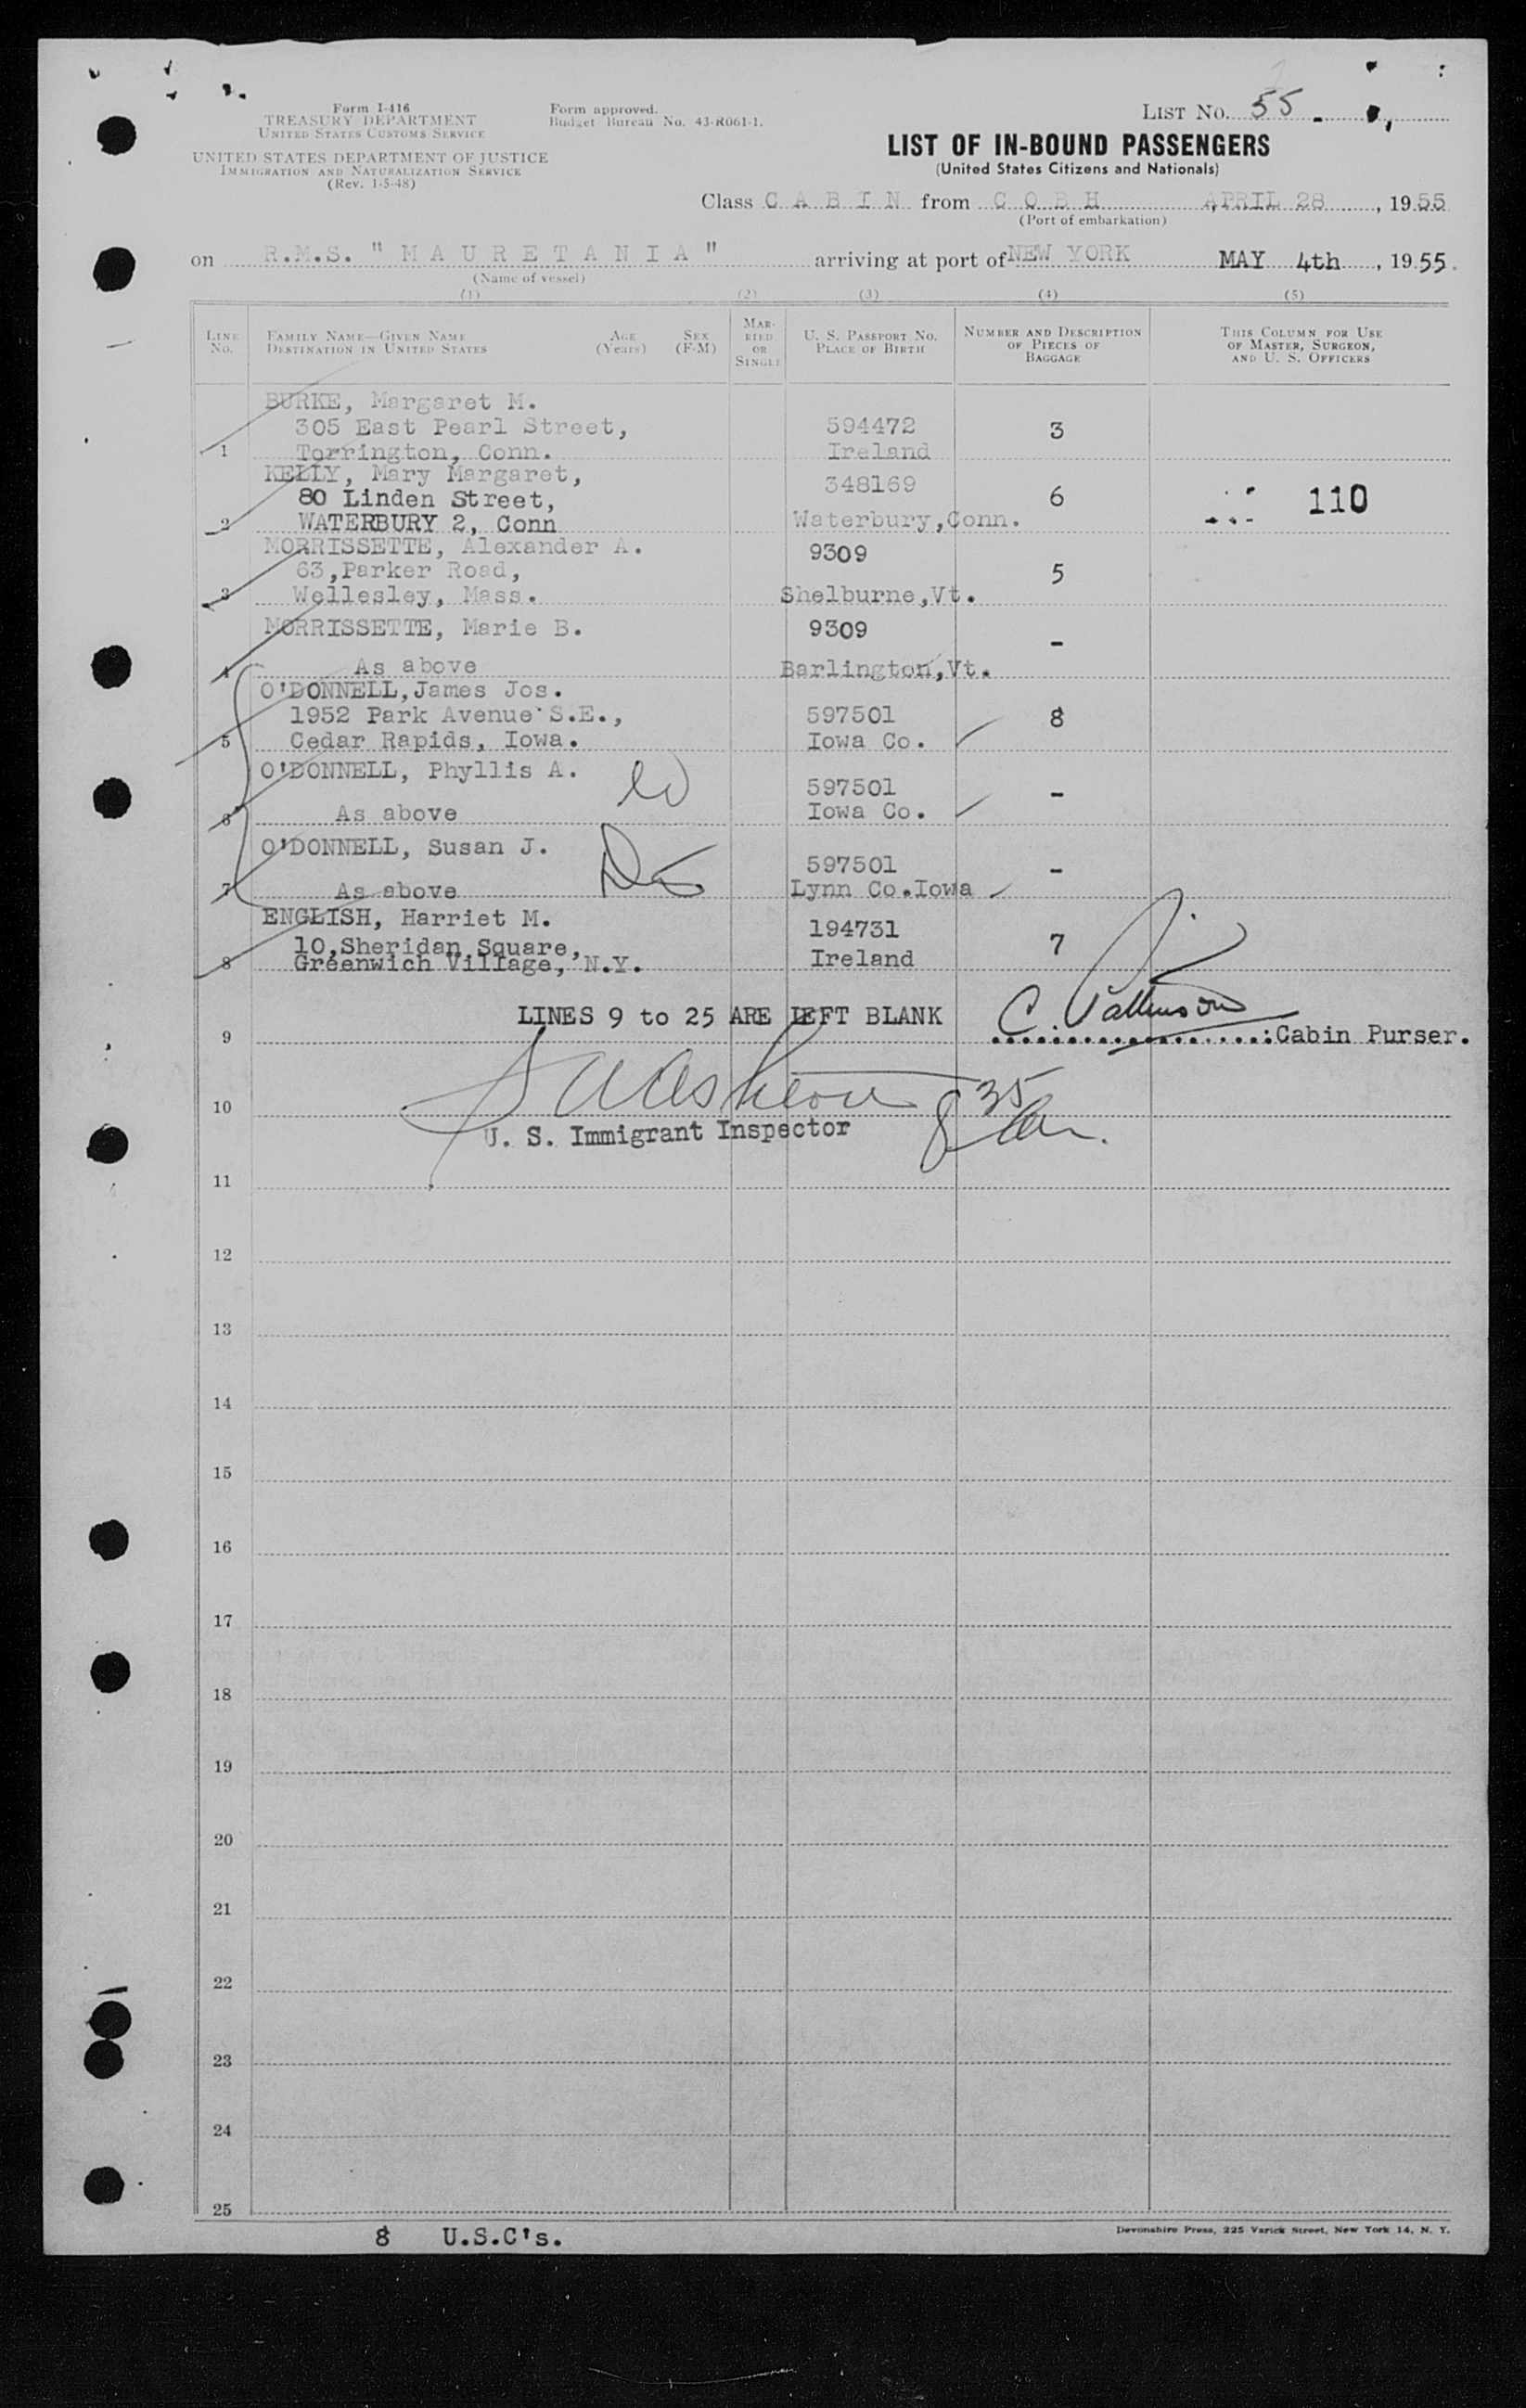 Form I-416
TREASURY DEPARTMENT
UNITED STATES CUSTOMS SERVICE
UNITED STATES DEPARTMENT OF JUSTICE
IMMIGRATION AND NATURALIZATION SERVICE
(Rev. 1-5-48)
Form approved.
Budget Bureau No. 43-R061-1.
LIST No. 55
LIST OF IN-BOUND PASSENGERS
(United States Citizens and Nationals)
Class C A B I N from C O B H APRIL 28, 1955
(Port of embarkation)
on R.M.S. "M A U R E T A N I A" arriving at port of NEW YORK MAY 4th, 1955.
(Name of vessel)
(1) (2) (3) (4) (5)
LINE No.
FAMILY NAME—GIVEN NAME
DESTINATION IN UNITED STATES
AGE (Years)
SEX (F-M)
MARRIED OR SINGLE
U. S. PASSPORT No.
PLACE OF BIRTH
NUMBER AND DESCRIPTION OF PIECES OF BAGGAGE
THIS COLUMN FOR USE OF MASTER, SURGEON, AND U. S. OFFICERS
BURKE, Margaret M.
305 East Pearl Street, 594472 3
1 Torrington, Conn. Ireland
KELLY, Mary Margaret, 348169
80 Linden Street, 6 110
2 WATERBURY 2, Conn Waterbury,Conn.
MORRISSETTE, Alexander A. 9309
63,Parker Road, 5
3 Wellesley, Mass. Shelburne,Vt.
MORRISSETTE, Marie B. 9309 -
4 As above Barlington,Vt.
O'DONNELL,James Jos.
1952 Park Avenue S.E., 597501 8
5 Cedar Rapids, Iowa. Iowa Co.
O'DONNELL, Phyllis A. 597501 -
6 As above Iowa Co.
O'DONNELL, Susan J. 597501 -
7 As above Lynn Co.Iowa
ENGLISH, Harriet M. 194731 7
10,Sheridan Square,
8 Greenwich Village, N.Y. Ireland
LINES 9 to 25 ARE LEFT BLANK
9 :Cabin Purser.
10 8 35
U. S. Immigrant Inspector
11
12
13
14
15
16
17
18
19
20
21
22
23
24
25
8 U.S.C's.
Devonshire Press, 225 Varick Street, New York 14, N. Y.